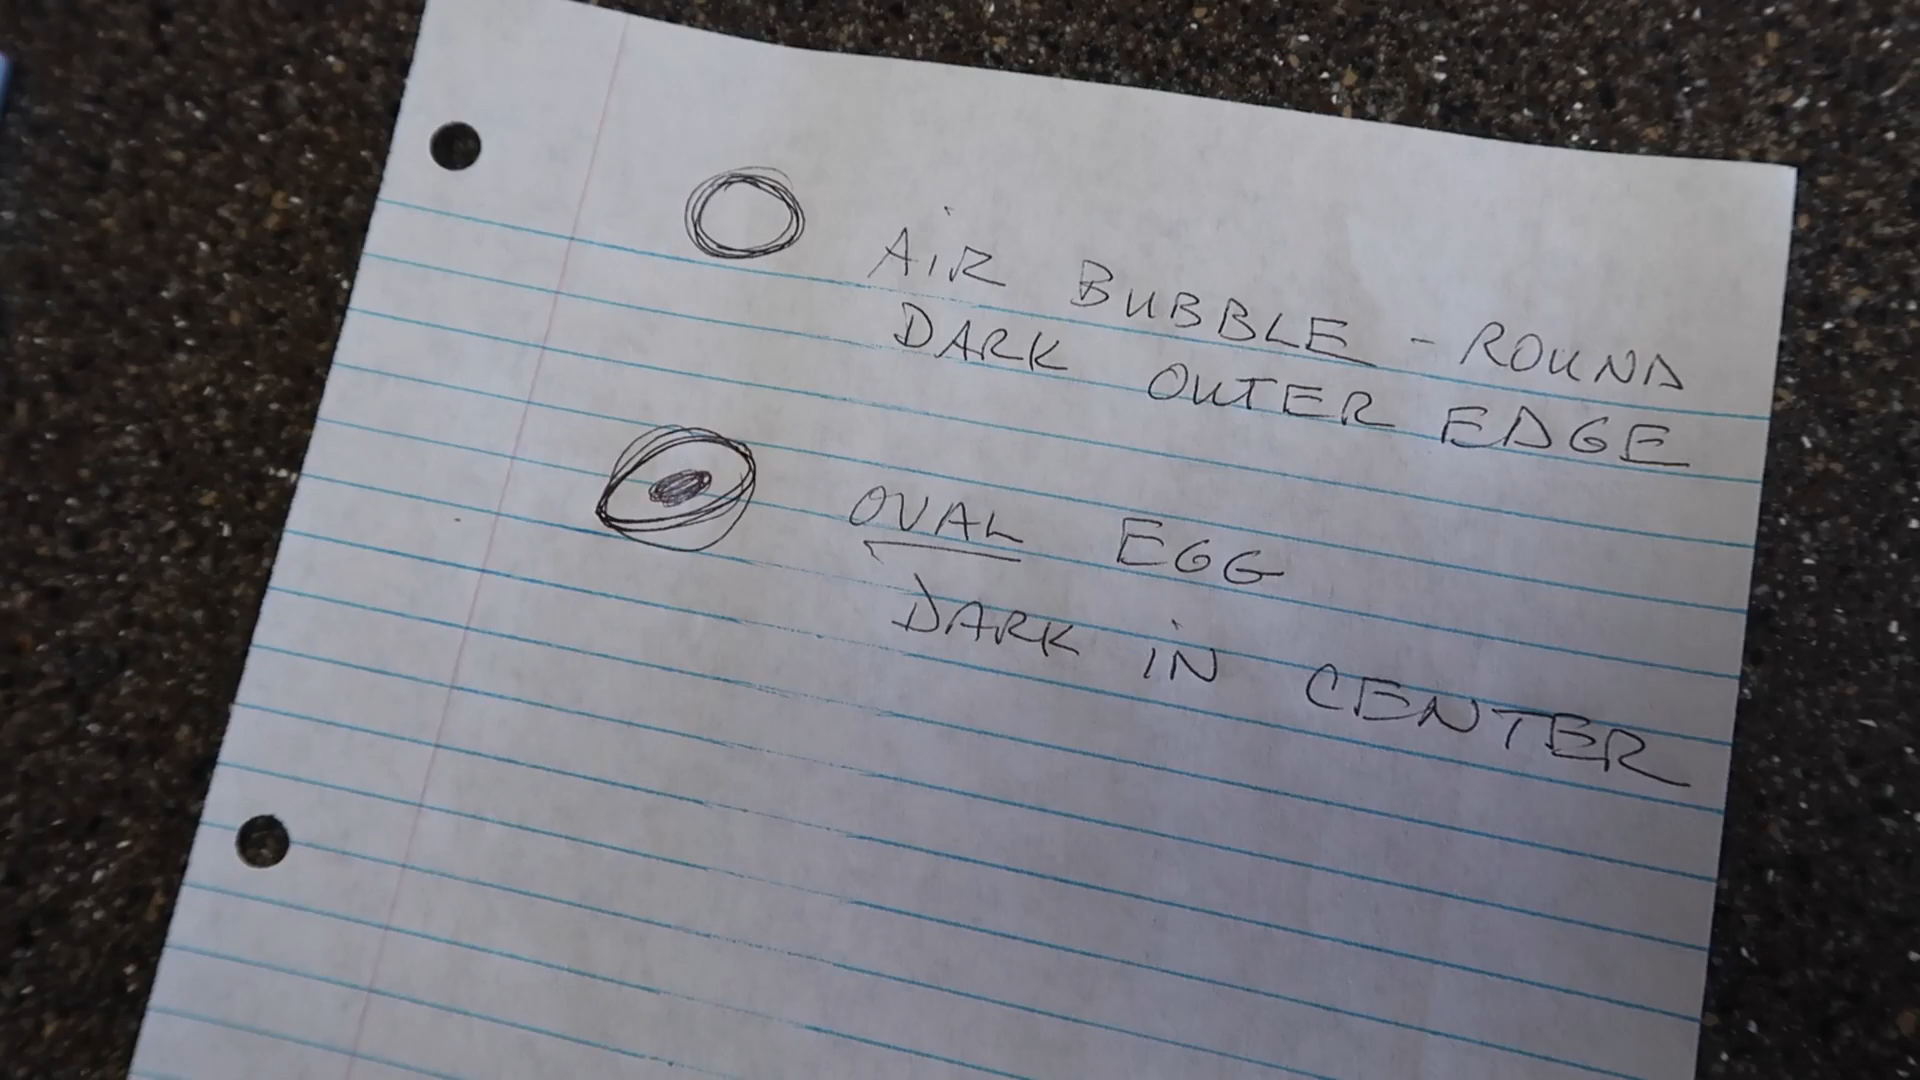 AiR BUBBLE - ROUND
DARK OUTER EDGE
OVAL EGG
DARK iN CENTER